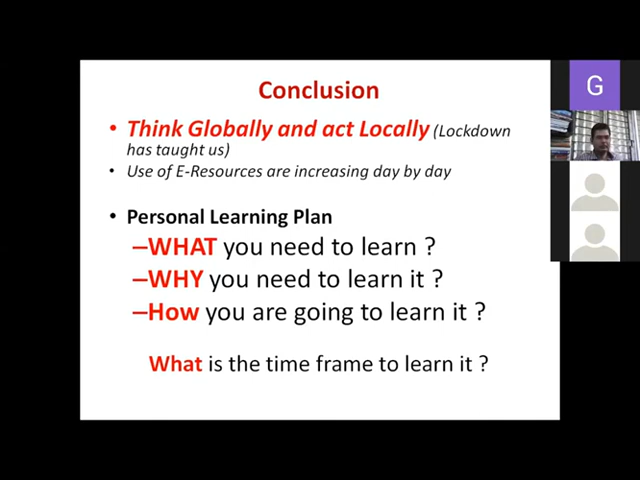 Conclusion
• Think Globally and act Locally (Lockdown
has taught us)
• Use of E-Resources are increasing day by day
• Personal Learning Plan
–WHAT you need to learn ?
–WHY you need to learn it ?
–How you are going to learn it ?
What is the time frame to learn it ?
G